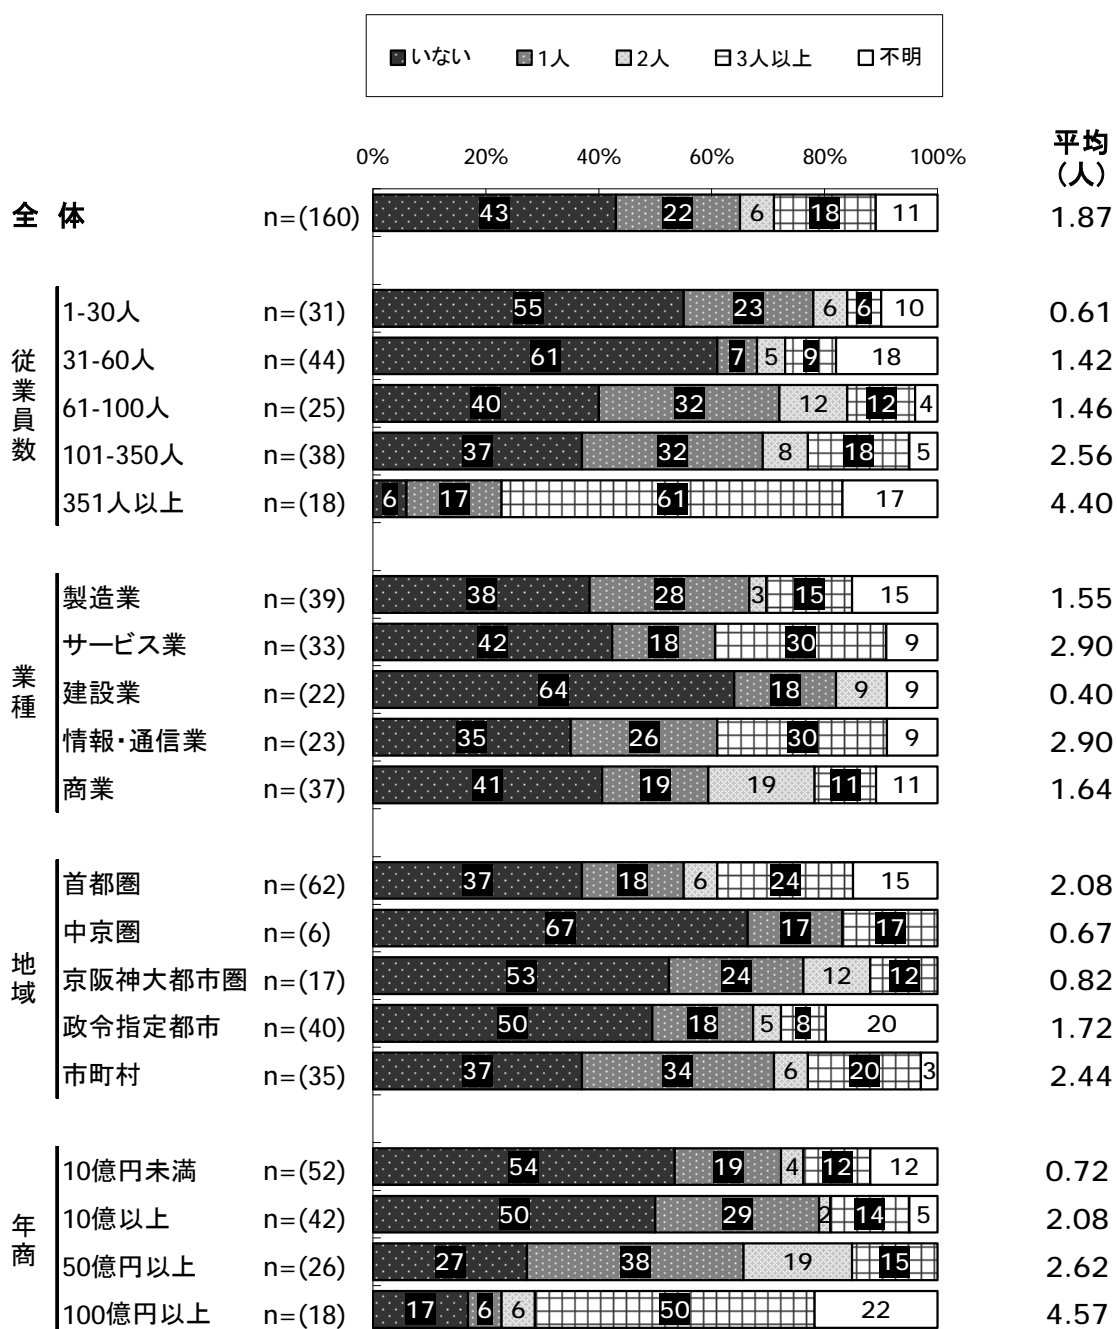 いない 1人 2人 3人以上 不明
0% 20% 40% 60% 80% 100%
平均
(人)
全 体 n=(160) 43 22 6 18 11 1.87
従業員数
1-30人 n=(31) 55 23 6 6 10 0.61
31-60人 n=(44) 61 7 5 9 18 1.42
61-100人 n=(25) 40 32 12 12 4 1.46
101-350人 n=(38) 37 32 8 18 5 2.56
351人以上 n=(18) 6 17 61 17 4.40
業種
製造業 n=(39) 38 28 3 15 15 1.55
サービス業 n=(33) 42 18 30 9 2.90
建設業 n=(22) 64 18 9 9 0.40
情報・通信業 n=(23) 35 26 30 9 2.90
商業 n=(37) 41 19 19 11 11 1.64
地域
首都圏 n=(62) 37 18 6 24 15 2.08
中京圏 n=(6) 67 17 17 0.67
京阪神大都市圏 n=(17) 53 24 12 12 0.82
政令指定都市 n=(40) 50 18 5 8 20 1.72
市町村 n=(35) 37 34 6 20 3 2.44
年商
10億円未満 n=(52) 54 19 4 12 12 0.72
10億以上 n=(42) 50 29 2 14 5 2.08
50億円以上 n=(26) 27 38 19 15 2.62
100億円以上 n=(18) 17 6 6 50 22 4.57